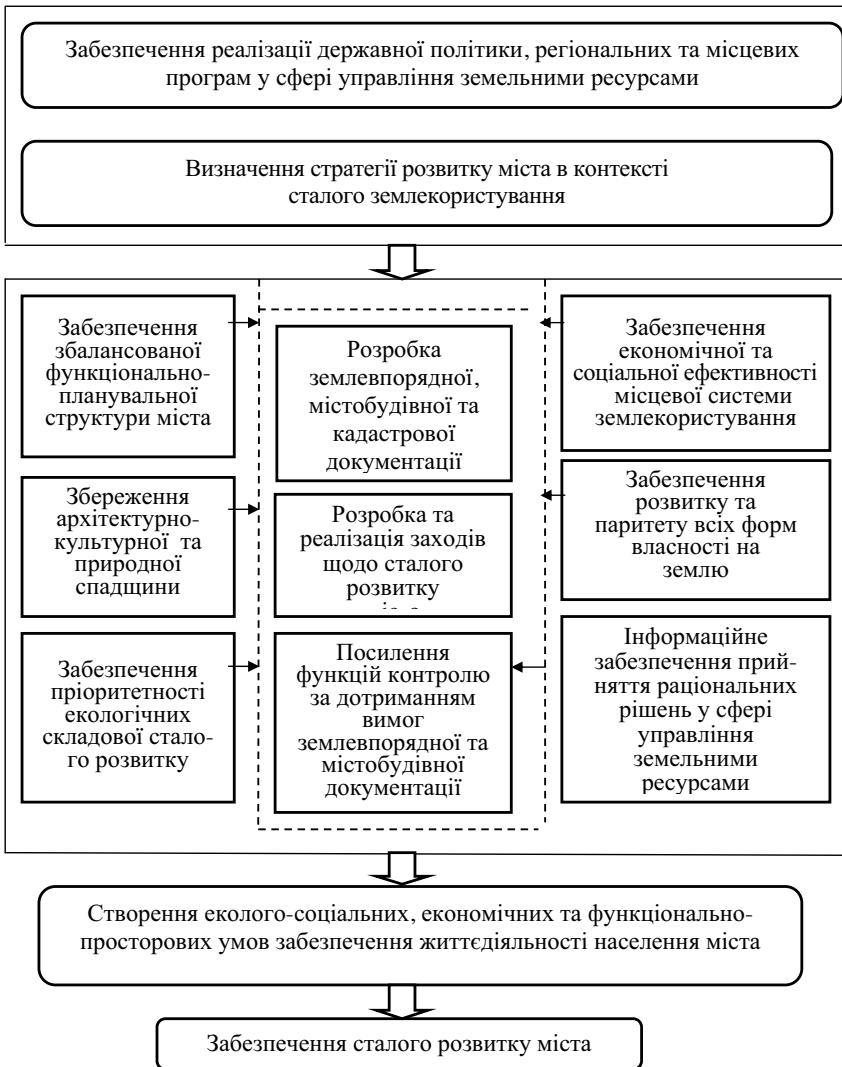 Забезпечення реалізації державної політики, регіональних та місцевих
програм у сфері управління земельними ресурсами
Визначення стратегії розвитку міста в контексті
сталого землекористування
Забезпечення
збалансованої
функціонально-
планувальної
структури міста
Збереження
архітектурно-
культурної та
природної
спадщини
Забезпечення
пріоритетності
екологічних
складової стало-
го розвитку
Розробка
землевпорядної,
містобудівної та
кадастрової
документації
Розробка та
реалізація заходів
щодо сталого
розвитку
Посилення
функцій контролю
за дотриманням
вимог
землевпорядної та
містобудівної
документації
Забезпечення
економічної та
соціальної ефективності
місцевої системи
землекористування
Забезпечення
розвитку та
паритету всіх форм
власності на
землю
Інформаційне
забезпечення прий-
няття раціональних
рішень у сфері
управління
земельними
ресурсами
Створення еколого-соціальних, економічних та функціонально-
просторових умов забезпечення життєдіяльності населення міста
Забезпечення сталого розвитку міста